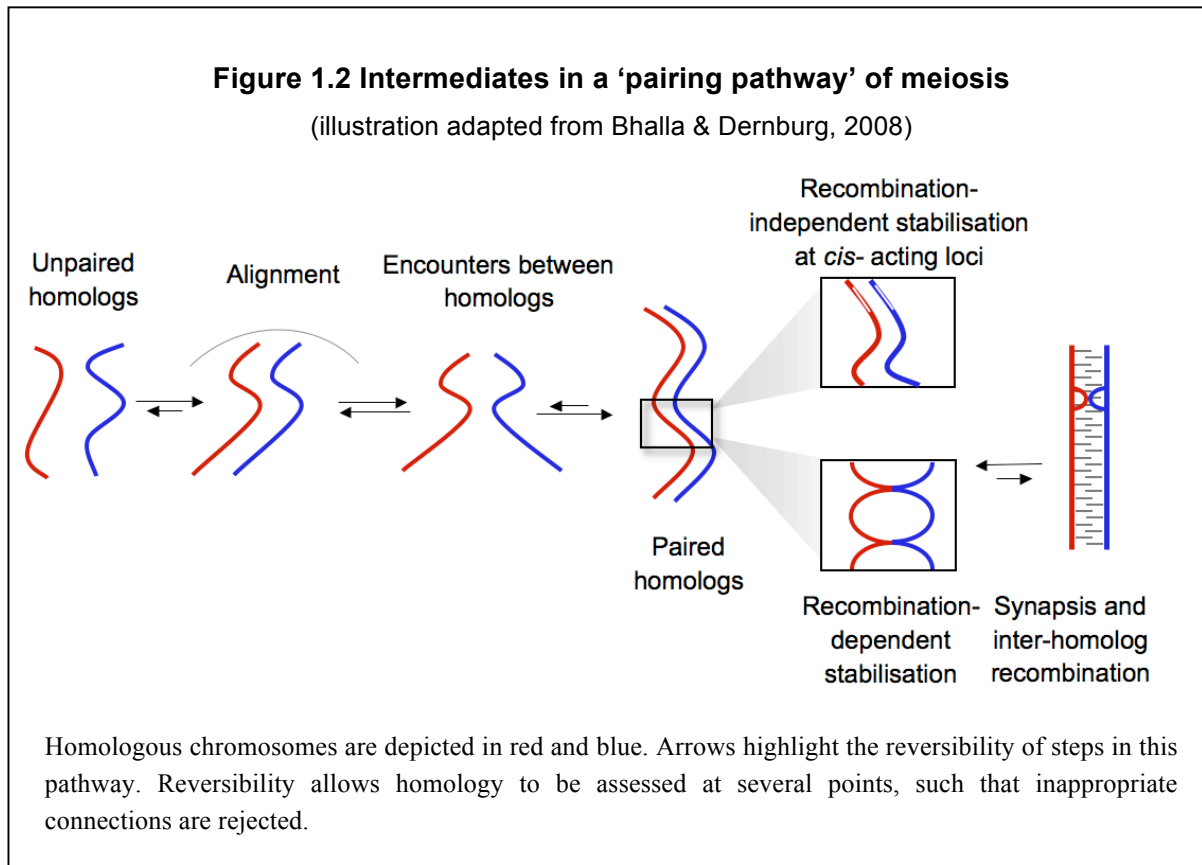 Figure 1.2 Intermediates in a ‘pairing pathway’ of meiosis
(illustration adapted from Bhalla & Dernburg, 2008)
Unpaired
homologs
Alignment
Encounters between
homologs
Paired
homologs
Recombination-
independent stabilisation
at cis- acting loci
Recombination-
dependent
stabilisation
Synapsis and
inter-homolog
recombination
Homologous chromosomes are depicted in red and blue. Arrows highlight the reversibility of steps in this
pathway. Reversibility allows homology to be assessed at several points, such that inappropriate
connections are rejected.